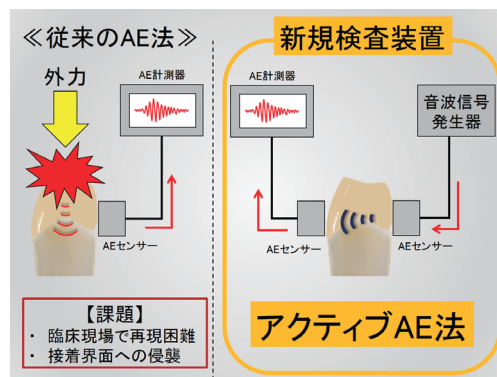 ≪従来のAE法≫
外力
AE計測器
AEセンサー
【課題】
・ 臨床現場で再現困難
・ 接着界面への侵襲
新規検査装置
AE計測器
音波信号
発生器
AEセンサー
AEセンサー
アクティブAE法